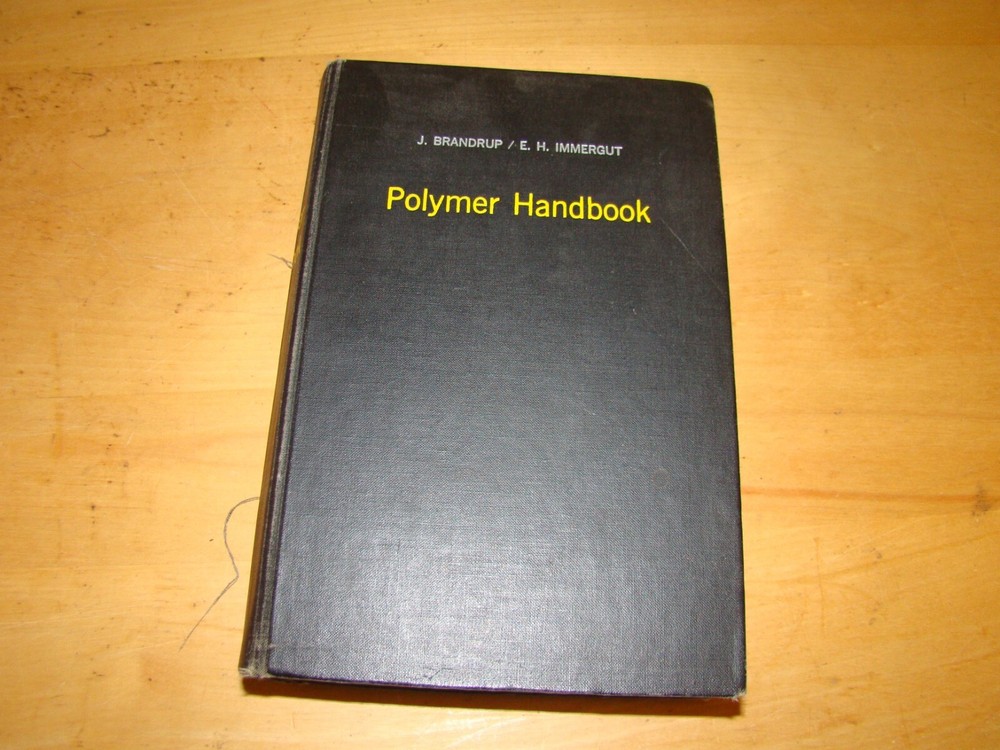 J. BRANDRUP / E. H. IMMERGUT
Polymer Handbook